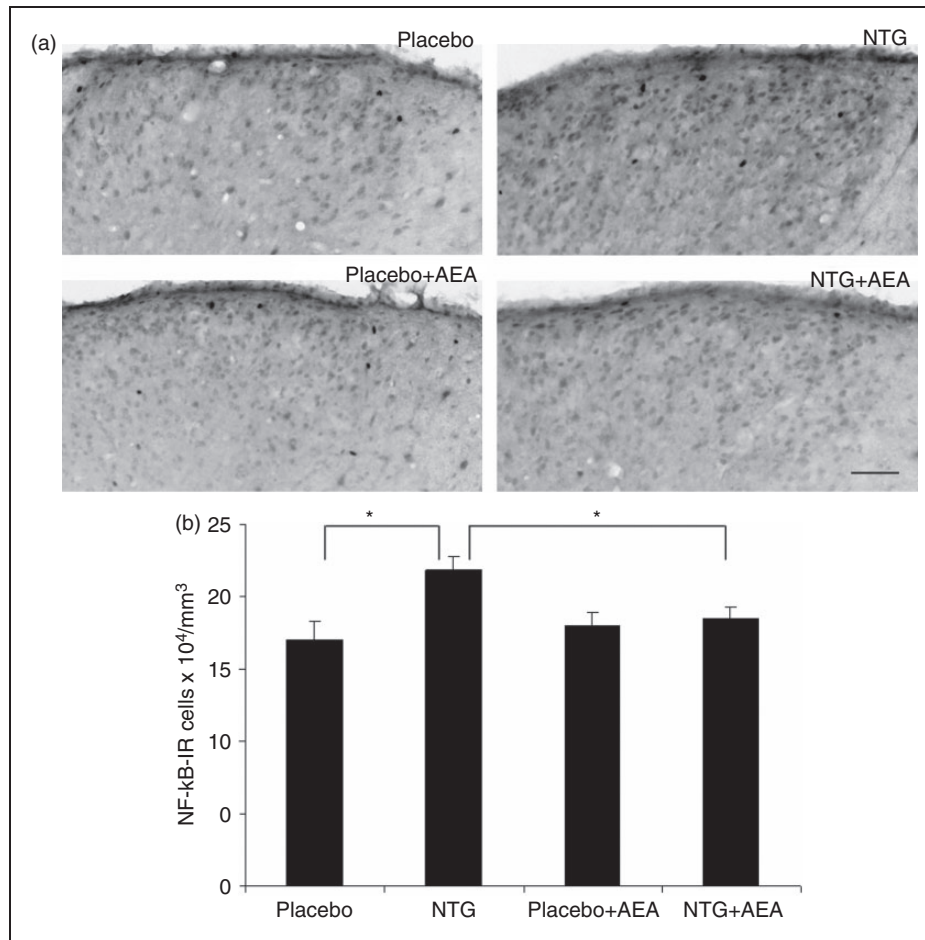 (a)
Placebo
NTG
Placebo+AEA
NTG+AEA
(b)
NF-kB-IR cells x 10⁴/mm³
25
20
15
10
0
0
*
*
Placebo
NTG
Placebo+AEA
NTG+AEA